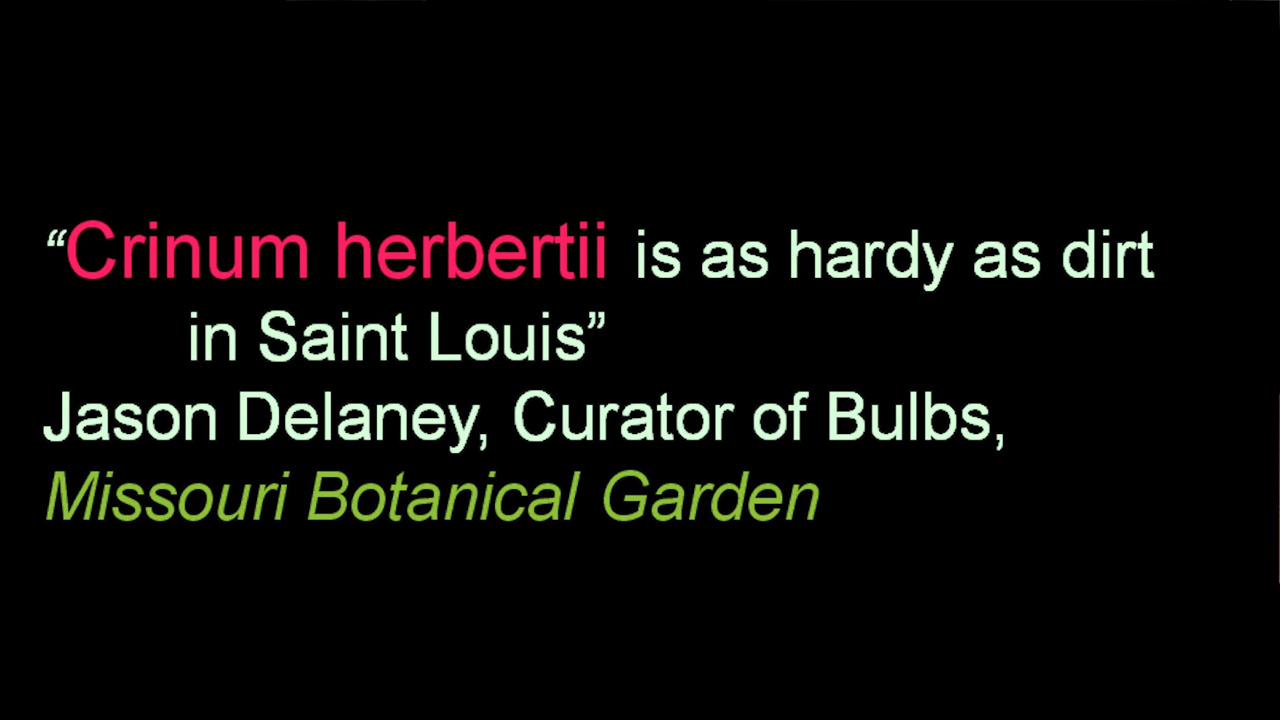 “Crinum herbertii is as hardy as dirt
in Saint Louis”
Jason Delaney, Curator of Bulbs,
Missouri Botanical Garden